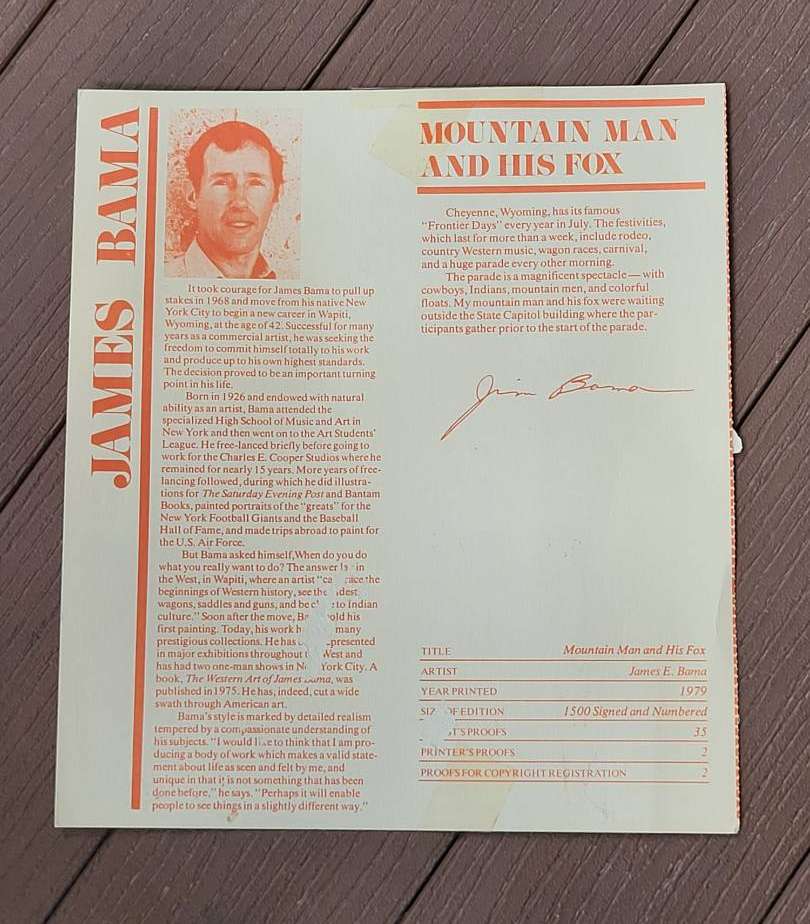 JAMES BAMA
It took courage for James Bama to pull up
stakes in 1968 and move from his native New
York City to begin a new career in Wapiti,
Wyoming, at the age of 42. Successful for many
years as a commercial artist, he was seeking the
freedom to commit himself totally to his work
and produce up to his own highest standards.
The decision proved to be an important turning
point in his life.
Born in 1926 and endowed with natural
ability as an artist, Bama attended the
specialized High School of Music and Art in
New York and then went on to the Art Students'
League. He free-lanced briefly before going to
work for the Charles E. Cooper Studios where he
remained for nearly 15 years. More years of free-
lancing followed, during which he did illustra-
tions for The Saturday Evening Post and Bantam
Books, painted portraits of the "greats" for the
New York Football Giants and the Baseball
Hall of Fame, and made trips abroad to paint for
the U.S. Air Force.
But Bama asked himself, When do you do
what you really want to do? The answer is in
the West, in Wapiti, where an artist "ca the
beginnings of Western history, see the
wagons, saddles and guns, and be to Indian
culture." Soon after the move, his
first painting. Today, his work many
prestigious collections. He has
in major exhibitions throughout West and
has had two one-man shows in York City. A
book, The Western Art of James Bama, was
published in 1975. He has, indeed, cut a wide
swath through American art.
Bama's style is marked by detailed realism
tempered by a compassionate understanding of
his subjects. "I would like to think that I am pro-
ducing a body of work which makes a valid state-
ment about life as seen and felt by me, and
unique in that it is not something that has been
done before," he says. "Perhaps it will enable
people to see things in a slightly different way."
MOUNTAIN MAN
AND HIS FOX
Cheyenne, Wyoming, has its famous
"Frontier Days" every year in July. The festivities,
which last for more than a week, include rodeo,
country Western music, wagon races, carnival,
and a huge parade every other morning.
The parade is a magnificent spectacle — with
cowboys, Indians, mountain men, and colorful
floats. My mountain man and his fox were waiting
outside the State Capitol building where the par-
ticipants gather prior to the start of the parade.
Jim Bama
TITLE Mountain Man and His Fox
ARTIST James E. Bama
YEAR PRINTED 1979
SIZ OF EDITION 1500 Signed and Numbered
ST'S PROOFS 35
PRINTER'S PROOFS 2
PROOFS FOR COPYRIGHT REGISTRATION 2